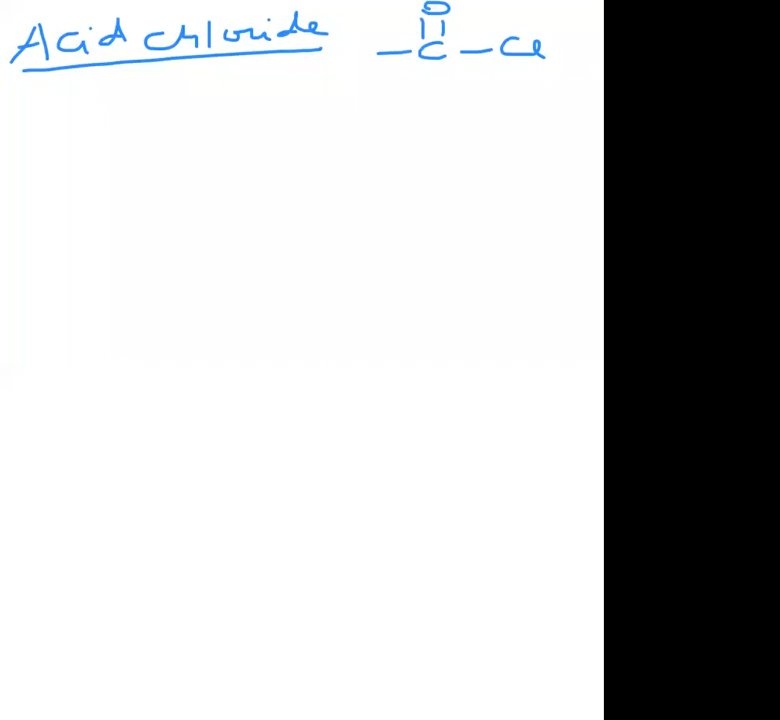 Acid chloride
O
||
— C — Cl